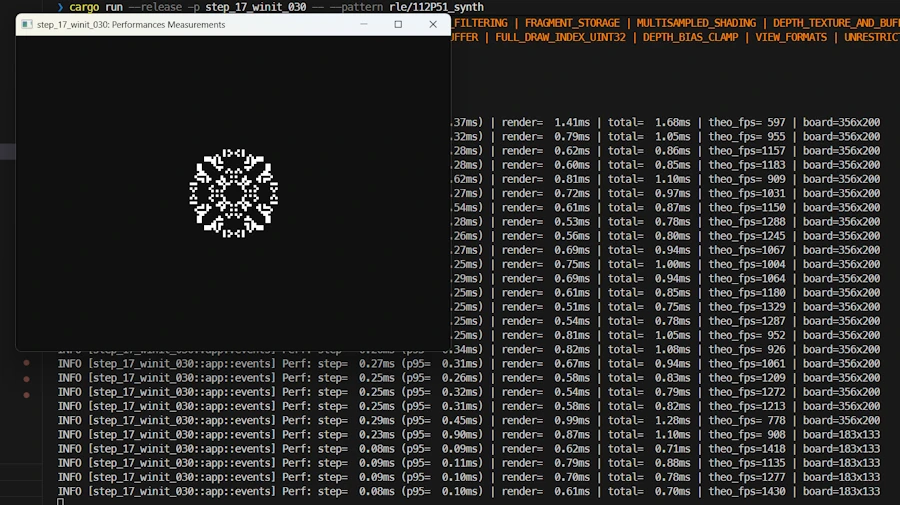 ❯ cargo run --release -p step_17_winit_030 -- --pattern rle/112P51_synth
step_17_winit_030: Performances Measurements
_FILTERING | FRAGMENT_STORAGE | MULTISAMPLED_SHADING | DEPTH_TEXTURE_AND_BUF
UFFER | FULL_DRAW_INDEX_UINT32 | DEPTH_BIAS_CLAMP | VIEW_FORMATS | UNRESTRIC
.37ms) | render= 1.41ms | total= 1.68ms | theo_fps= 597 | board=356x200
.32ms) | render= 0.79ms | total= 1.05ms | theo_fps= 955 | board=356x200
.28ms) | render= 0.62ms | total= 0.86ms | theo_fps=1157 | board=356x200
.28ms) | render= 0.60ms | total= 0.85ms | theo_fps=1183 | board=356x200
.62ms) | render= 0.81ms | total= 1.10ms | theo_fps= 909 | board=356x200
.27ms) | render= 0.72ms | total= 0.97ms | theo_fps=1031 | board=356x200
.54ms) | render= 0.61ms | total= 0.87ms | theo_fps=1150 | board=356x200
.28ms) | render= 0.53ms | total= 0.78ms | theo_fps=1288 | board=356x200
.26ms) | render= 0.56ms | total= 0.80ms | theo_fps=1245 | board=356x200
.27ms) | render= 0.69ms | total= 0.94ms | theo_fps=1067 | board=356x200
.25ms) | render= 0.75ms | total= 1.00ms | theo_fps=1004 | board=356x200
.29ms) | render= 0.69ms | total= 0.94ms | theo_fps=1064 | board=356x200
.25ms) | render= 0.61ms | total= 0.85ms | theo_fps=1180 | board=356x200
.25ms) | render= 0.51ms | total= 0.75ms | theo_fps=1329 | board=356x200
.25ms) | render= 0.54ms | total= 0.78ms | theo_fps=1287 | board=356x200
.25ms) | render= 0.81ms | total= 1.05ms | theo_fps= 952 | board=356x200
INFO [step_17_winit_030::app::events] Perf: step= 0.26ms (p95= 0.34ms) | render= 0.82ms | total= 1.08ms | theo_fps= 926 | board=356x200
INFO [step_17_winit_030::app::events] Perf: step= 0.27ms (p95= 0.31ms) | render= 0.67ms | total= 0.94ms | theo_fps=1061 | board=356x200
INFO [step_17_winit_030::app::events] Perf: step= 0.25ms (p95= 0.26ms) | render= 0.58ms | total= 0.83ms | theo_fps=1209 | board=356x200
INFO [step_17_winit_030::app::events] Perf: step= 0.25ms (p95= 0.32ms) | render= 0.54ms | total= 0.79ms | theo_fps=1272 | board=356x200
INFO [step_17_winit_030::app::events] Perf: step= 0.25ms (p95= 0.31ms) | render= 0.58ms | total= 0.82ms | theo_fps=1213 | board=356x200
INFO [step_17_winit_030::app::events] Perf: step= 0.29ms (p95= 0.45ms) | render= 0.99ms | total= 1.28ms | theo_fps= 778 | board=356x200
INFO [step_17_winit_030::app::events] Perf: step= 0.23ms (p95= 0.90ms) | render= 0.87ms | total= 1.10ms | theo_fps= 908 | board=183x133
INFO [step_17_winit_030::app::events] Perf: step= 0.08ms (p95= 0.09ms) | render= 0.62ms | total= 0.71ms | theo_fps=1418 | board=183x133
INFO [step_17_winit_030::app::events] Perf: step= 0.09ms (p95= 0.11ms) | render= 0.79ms | total= 0.88ms | theo_fps=1135 | board=183x133
INFO [step_17_winit_030::app::events] Perf: step= 0.09ms (p95= 0.10ms) | render= 0.70ms | total= 0.78ms | theo_fps=1277 | board=183x133
INFO [step_17_winit_030::app::events] Perf: step= 0.08ms (p95= 0.10ms) | render= 0.61ms | total= 0.70ms | theo_fps=1430 | board=183x133